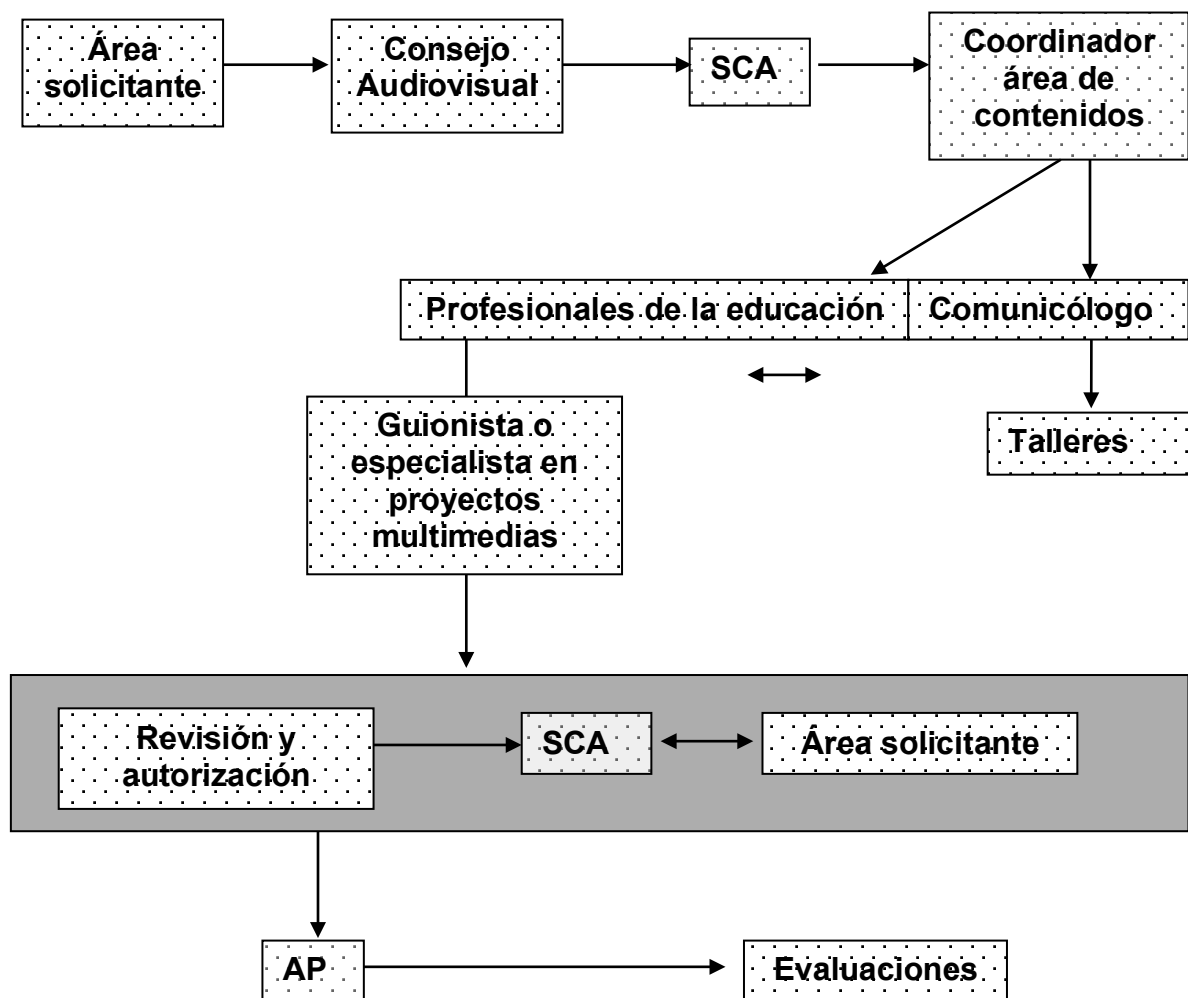 Área
solicitante
Consejo
Audiovisual
SCA
Coordinador
área de
contenidos
Profesionales de la educación
Comunicólogo
Guionista o
especialista en
proyectos
multimedias
Talleres
Revisión y
autorización
SCA
Área solicitante
AP
Evaluaciones